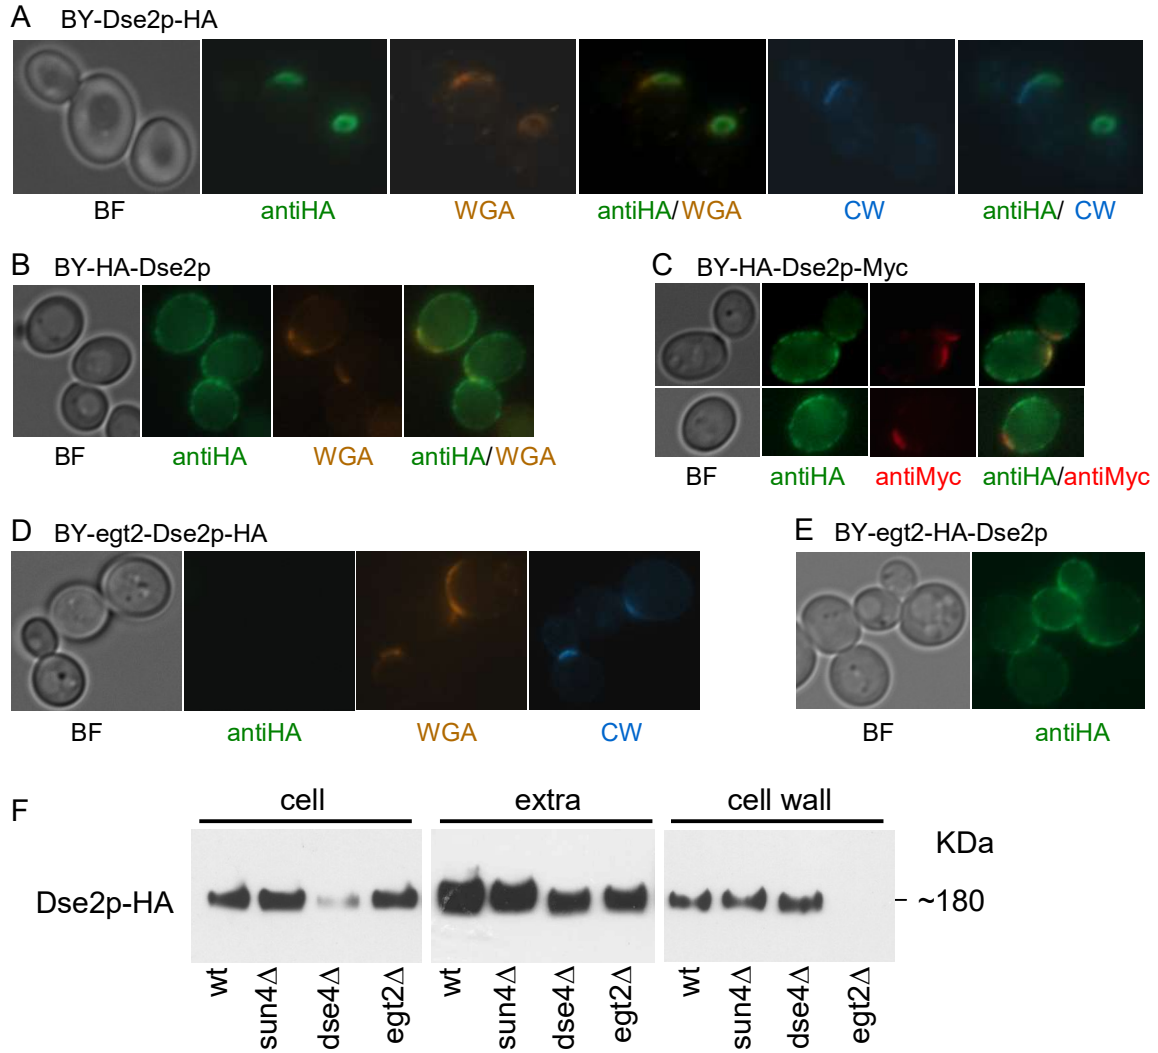 A BY-Dse2p-HA
BF antiHA WGA antiHA/WGA CW antiHA/ CW
B BY-HA-Dse2p
BF antiHA WGA antiHA/WGA
C BY-HA-Dse2p-Myc
BF antiHA antiMyc antiHA/antiMyc
D BY-egt2-Dse2p-HA
BF antiHA WGA CW
E BY-egt2-HA-Dse2p
BF antiHA
F cell extra cell wall
KDa
Dse2p-HA
~180
wt sun4Δ dse4Δ egt2Δ wt sun4Δ dse4Δ egt2Δ wt sun4Δ dse4Δ egt2Δ